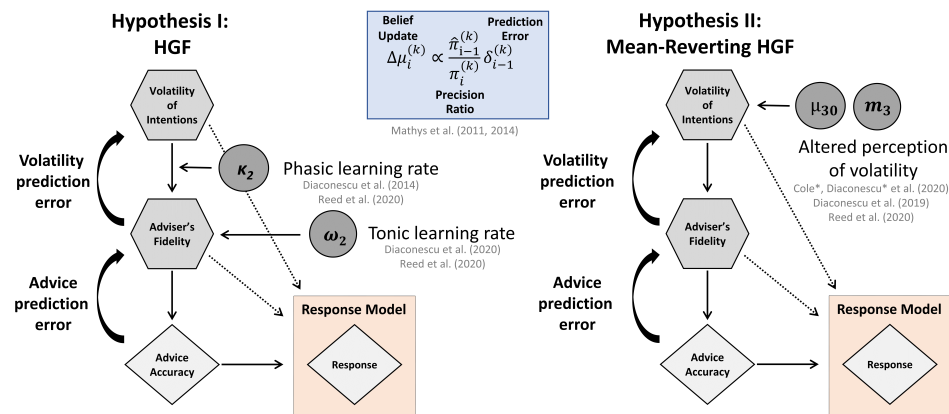 Hypothesis I:
HGF
Volatility
of
Intentions
Volatility
prediction
error
κ₂
Phasic learning rate
Diaconescu et al. (2014)
Reed et al. (2020)
Adviser's
Fidelity
ω₂
Tonic learning rate
Diaconescu et al. (2020)
Reed et al. (2020)
Advice
prediction
error
Advice
Accuracy
Response Model
Response
Belief
Update
Prediction
Error
Δμᵢ⁽ᵏ⁾ ∝ π̂ᵢ₋₁⁽ᵏ⁾ / πᵢ⁽ᵏ⁾ δᵢ₋₁⁽ᵏ⁾
Precision
Ratio
Mathys et al. (2011, 2014)
Hypothesis II:
Mean-Reverting HGF
Volatility
of
Intentions
μ₃₀
m₃
Altered perception
of volatility
Cole*, Diaconescu* et al. (2020)
Diaconescu et al. (2019)
Reed et al. (2020)
Volatility
prediction
error
Adviser's
Fidelity
Advice
prediction
error
Advice
Accuracy
Response Model
Response